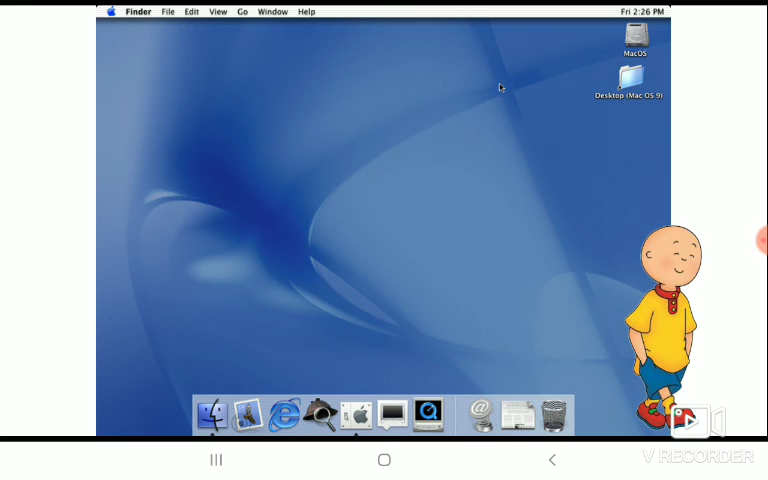 Finder File Edit View Go Window Help Fri 2:26 PM
MacOS
Desktop (Mac OS 9)
V RECORDER